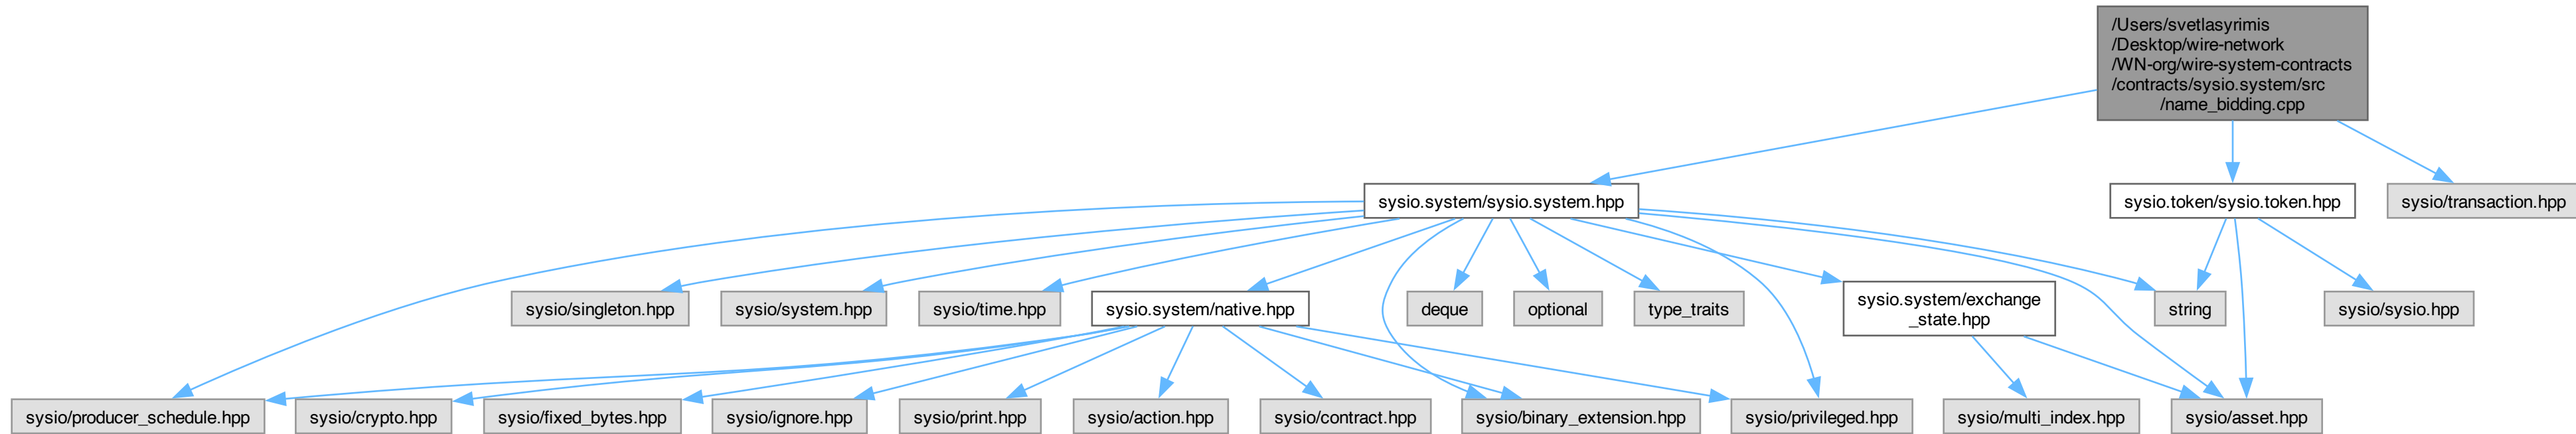 /Users/svetlasyrimis
/Desktop/wire-network
/WN-org/wire-system-contracts
/contracts/sysio.system/src
/name_bidding.cpp
sysio.system/sysio.system.hpp
sysio.token/sysio.token.hpp
sysio/transaction.hpp
sysio/singleton.hpp
sysio/system.hpp
sysio/time.hpp
sysio.system/native.hpp
deque
optional
type_traits
sysio.system/exchange
_state.hpp
string
sysio/sysio.hpp
sysio/producer_schedule.hpp
sysio/crypto.hpp
sysio/fixed_bytes.hpp
sysio/ignore.hpp
sysio/print.hpp
sysio/action.hpp
sysio/contract.hpp
sysio/binary_extension.hpp
sysio/privileged.hpp
sysio/multi_index.hpp
sysio/asset.hpp